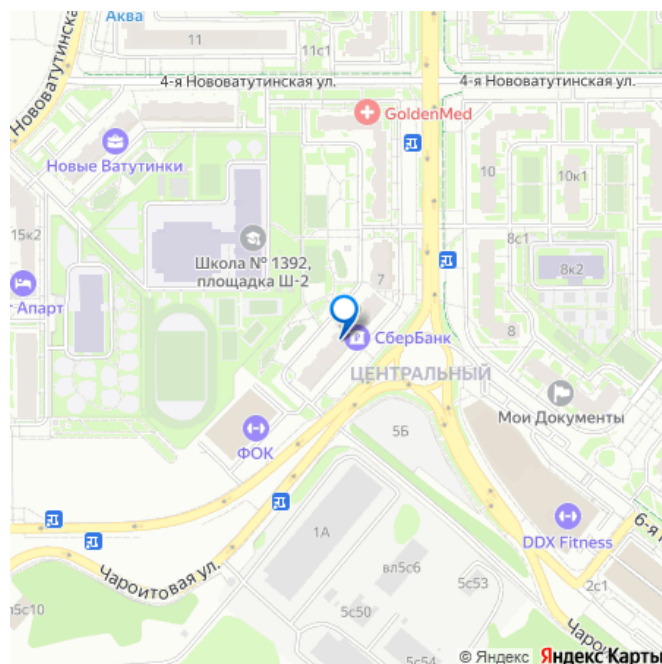 Аква
11
11с1
4-я Нововатутинская ул.
4-я Нововатутинская ул.
Нововатутинска
GoldenMed
Новые Ватутинки
10
10к1
15к2
Школа № 1392,
площадка Ш-2
8с1
8к2
7
Апарт
СберБанк
8
ЦЕНТРАЛЬНЫЙ
Мои Документы
5Б
ФОК
1А
DDX Fitness
6-я
Чароитовая ул.
вл5с6
5с53
2с1
5с10
5с50
Чароитовая
5с54
© Яндекс Яндекс Карты